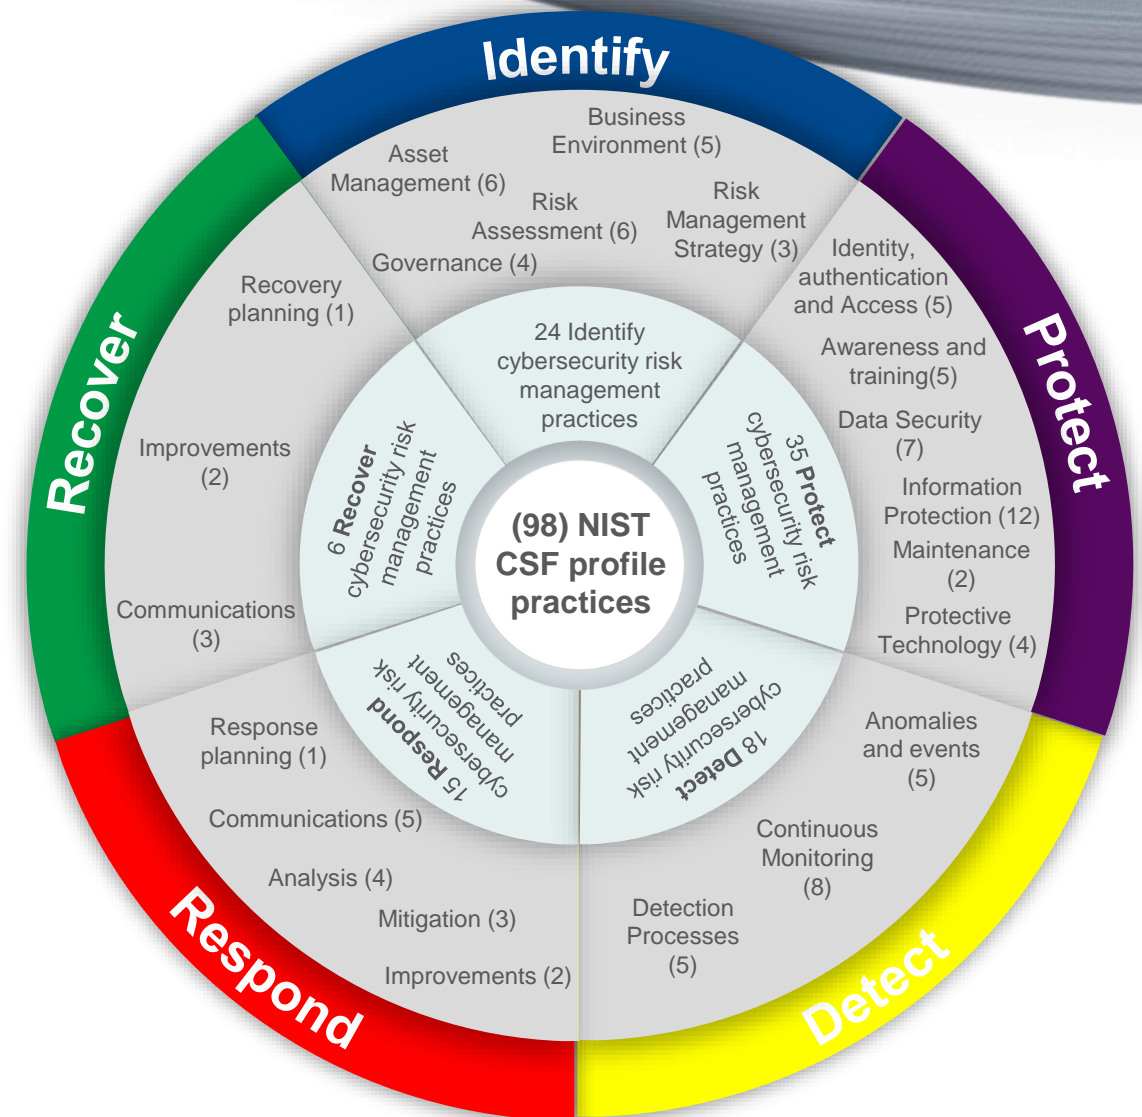 Identify
Asset
Management (6)
Business
Environment (5)
Risk
Assessment (6)
Risk
Management
Strategy (3)
Governance (4)
24 Identify
cybersecurity risk
management
practices
Protect
Identity,
authentication
and Access (5)
Awareness and
training(5)
Data Security
(7)
Information
Protection (12)
Maintenance
(2)
Protective
Technology (4)
35 Protect
cybersecurity risk
management
practices
Detect
Anomalies
and events
(5)
Continuous
Monitoring
(8)
Detection
Processes
(5)
18 Detect
cybersecurity risk
management
practices
Respond
Response
planning (1)
Communications (5)
Analysis (4)
Mitigation (3)
Improvements (2)
15 Respond
cybersecurity risk
management
practices
Recover
Recovery
planning (1)
Improvements
(2)
Communications
(3)
6 Recover
cybersecurity risk
management
practices
(98) NIST
CSF profile
practices